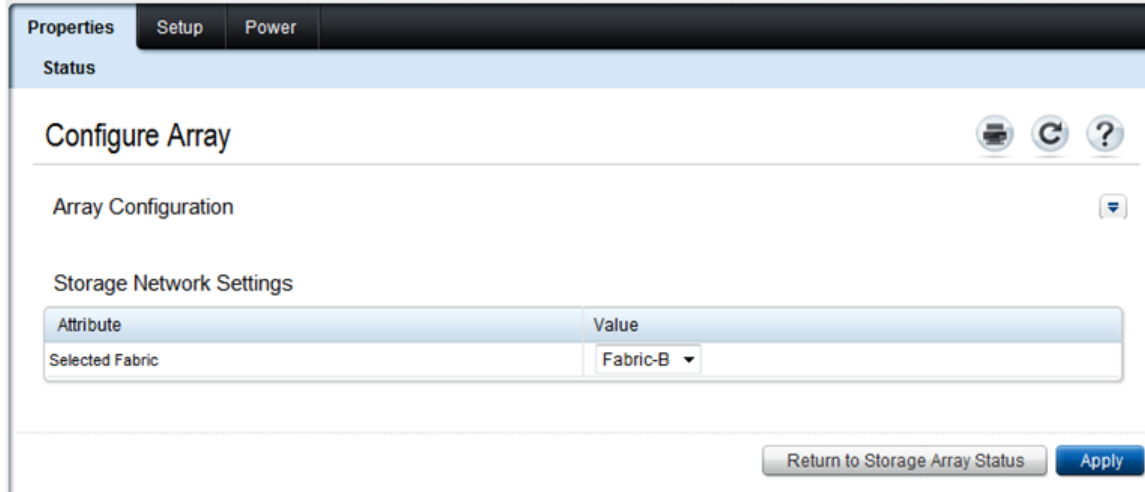 Properties Setup Power
Status
Configure Array
?
Array Configuration
Storage Network Settings
Attribute Value
Selected Fabric Fabric-B
Return to Storage Array Status Apply